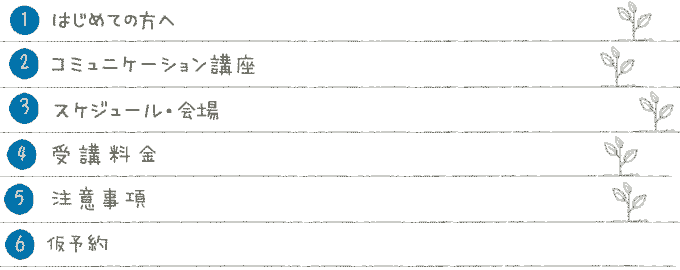 1 はじめての方へ
2 コミュニケーション講座
3 スケジュール・会場
4 受講料金
5 注意事項
6 仮予約